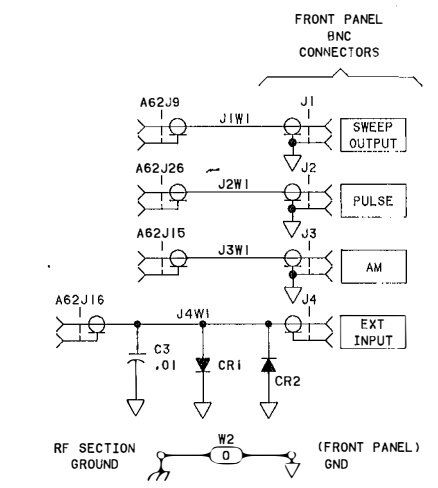 FRONT PANEL
BNC
CONNECTORS
A62J9
J1W1
J1
SWEEP
OUTPUT
A62J26
J2W1
J2
PULSE
A62J15
J3W1
J3
AM
A62J16
J4W1
J4
EXT
INPUT
C3
.01
CR1
CR2
RF SECTION
GROUND
W2
0
(FRONT PANEL)
GND